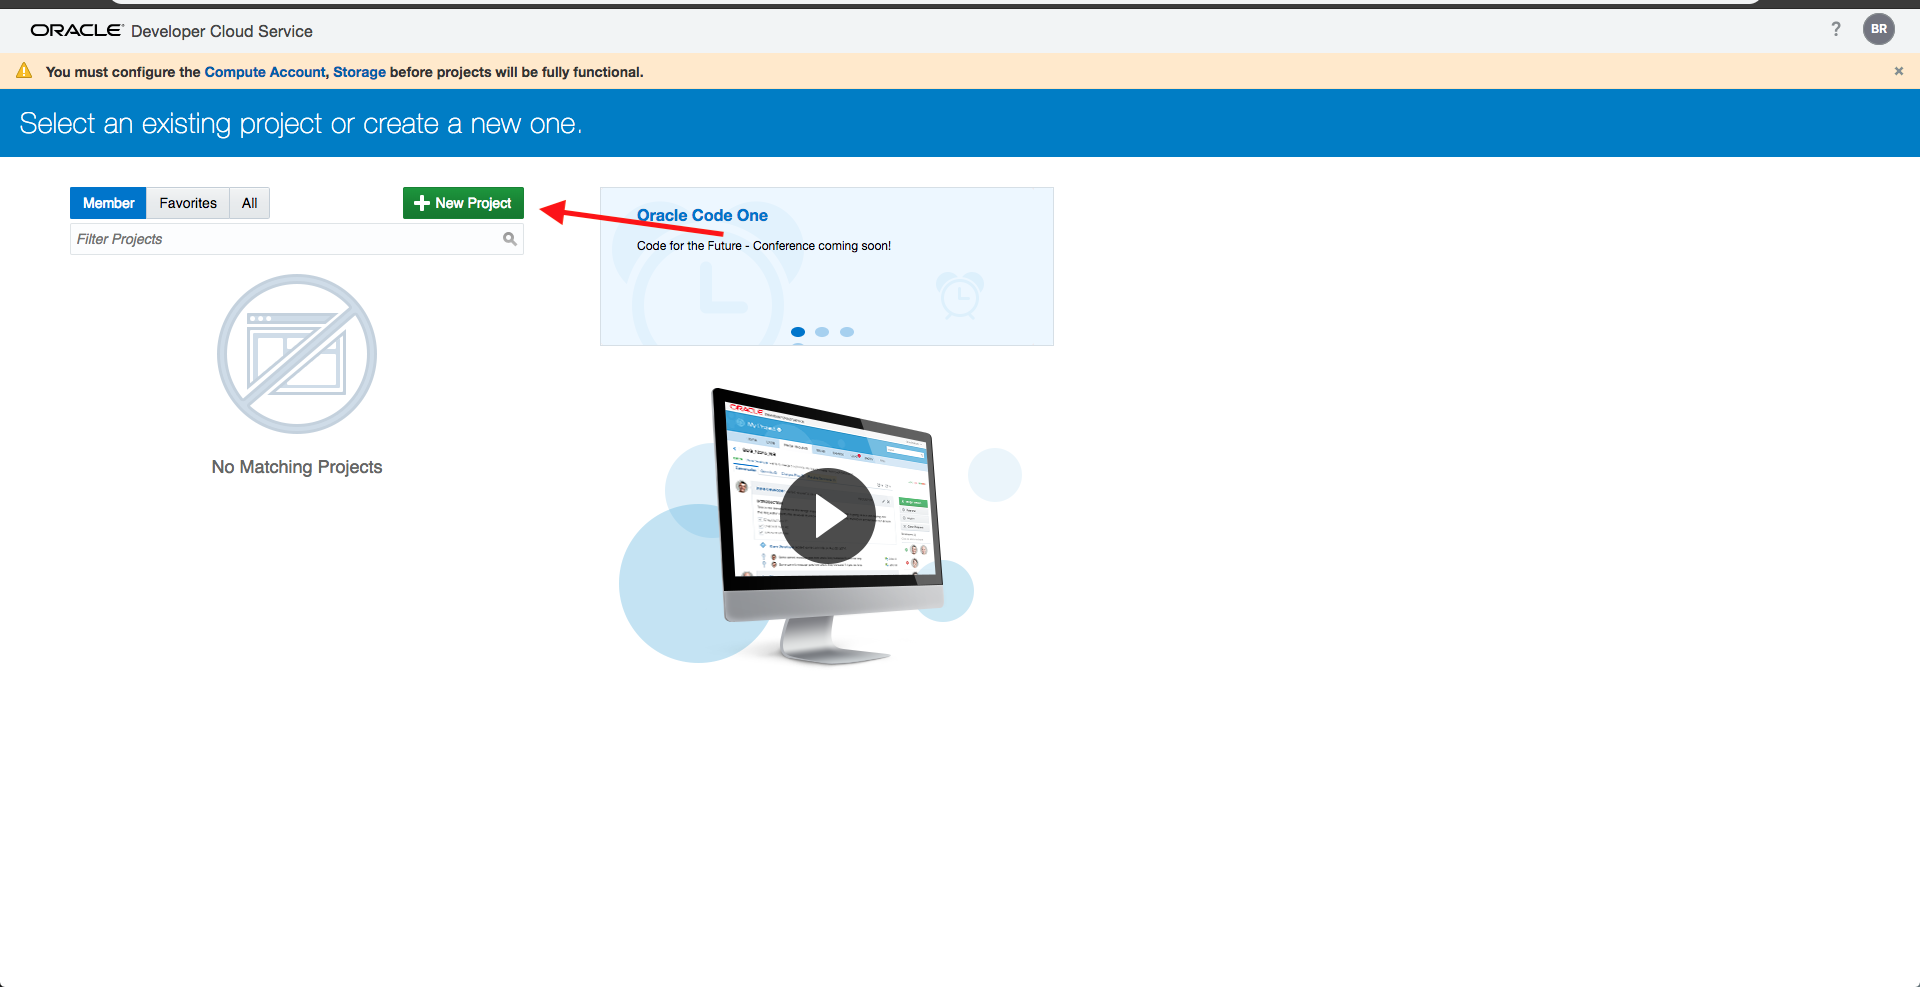 ORACLE Developer Cloud Service
? BR
You must configure the Compute Account, Storage before projects will be fully functional.
Select an existing project or create a new one.
Member Favorites All
New Project
Filter Projects
No Matching Projects
Oracle Code One
Code for the Future - Conference coming soon!
ORACLE